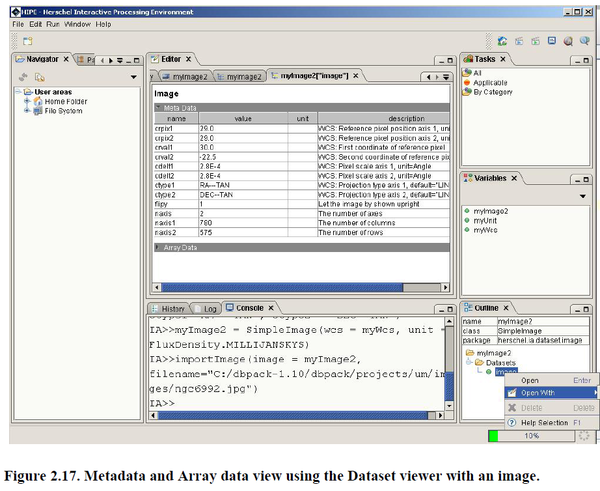 HIPE - Herschel Interactive Processing Environment
File Edit Run Window Help
Navigator
User areas
Home Folder
File System
Editor
myImage2
myImage2
myImage2["image"]
Image
Meta Data
name value unit description
crpix1 29.0 WCS: Reference pixel position axis 1, uni
crpix2 29.0 WCS: Reference pixel position axis 2, uni
crval1 30.0 WCS: First coordinate of reference pixel
crval2 -22.5 WCS: Second coordinate of reference pix
cdelt1 2.8E-4 WCS: Pixel scale axis 1, unit=Angle
cdelt2 2.8E-4 WCS: Pixel scale axis 2, unit=Angle
ctype1 RA---TAN WCS: Projection type axis 1, default="LIN
ctype2 DEC--TAN WCS: Projection type axis 2, default="LIN
flipy 1 Let the image by shown upright
naxis 2 The number of axes
naxis1 780 The number of columns
naxis2 575 The number of rows
Array Data
Tasks
All
Applicable
By Category
Variables
myImage2
myUnit
myWcs
History Log Console
IA>>myImage2 = SimpleImage(wcs = myWcs, unit =
FluxDensity.MILLIJANSKYS)
IA>>importImage(image = myImage2,
filename="C:/dbpack-1.10/dbpack/projects/um/im
ges/ngc6992.jpg")
IA>>
Outline
name myImage2
class SimpleImage
package herschel.ia.dataset.image
myImage2
Datasets
image
Open Enter
Open With
Delete Delete
Help Selection F1
10%
Figure 2.17. Metadata and Array data view using the Dataset viewer with an image.